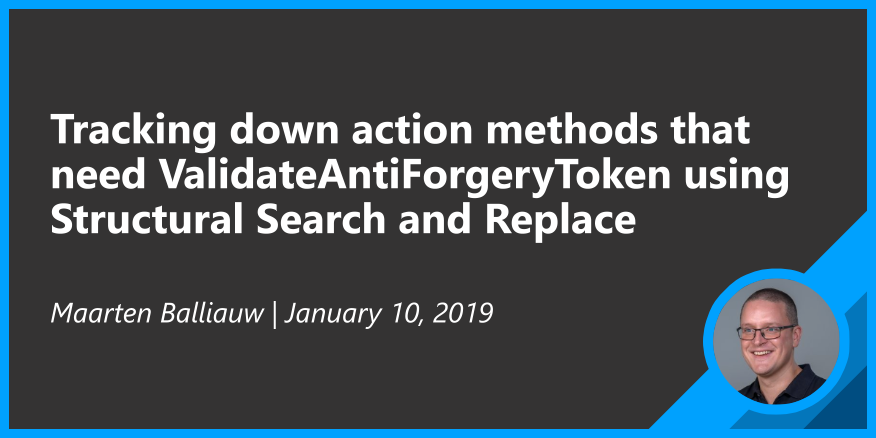 Tracking down action methods that
need ValidateAntiForgeryToken using
Structural Search and Replace
Maarten Balliauw | January 10, 2019